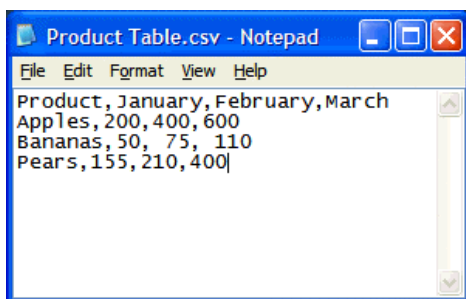 Product Table.csv - Notepad
File Edit Format View Help
Product,January,February,March
Apples,200,400,600
Bananas,50, 75, 110
Pears,155,210,400